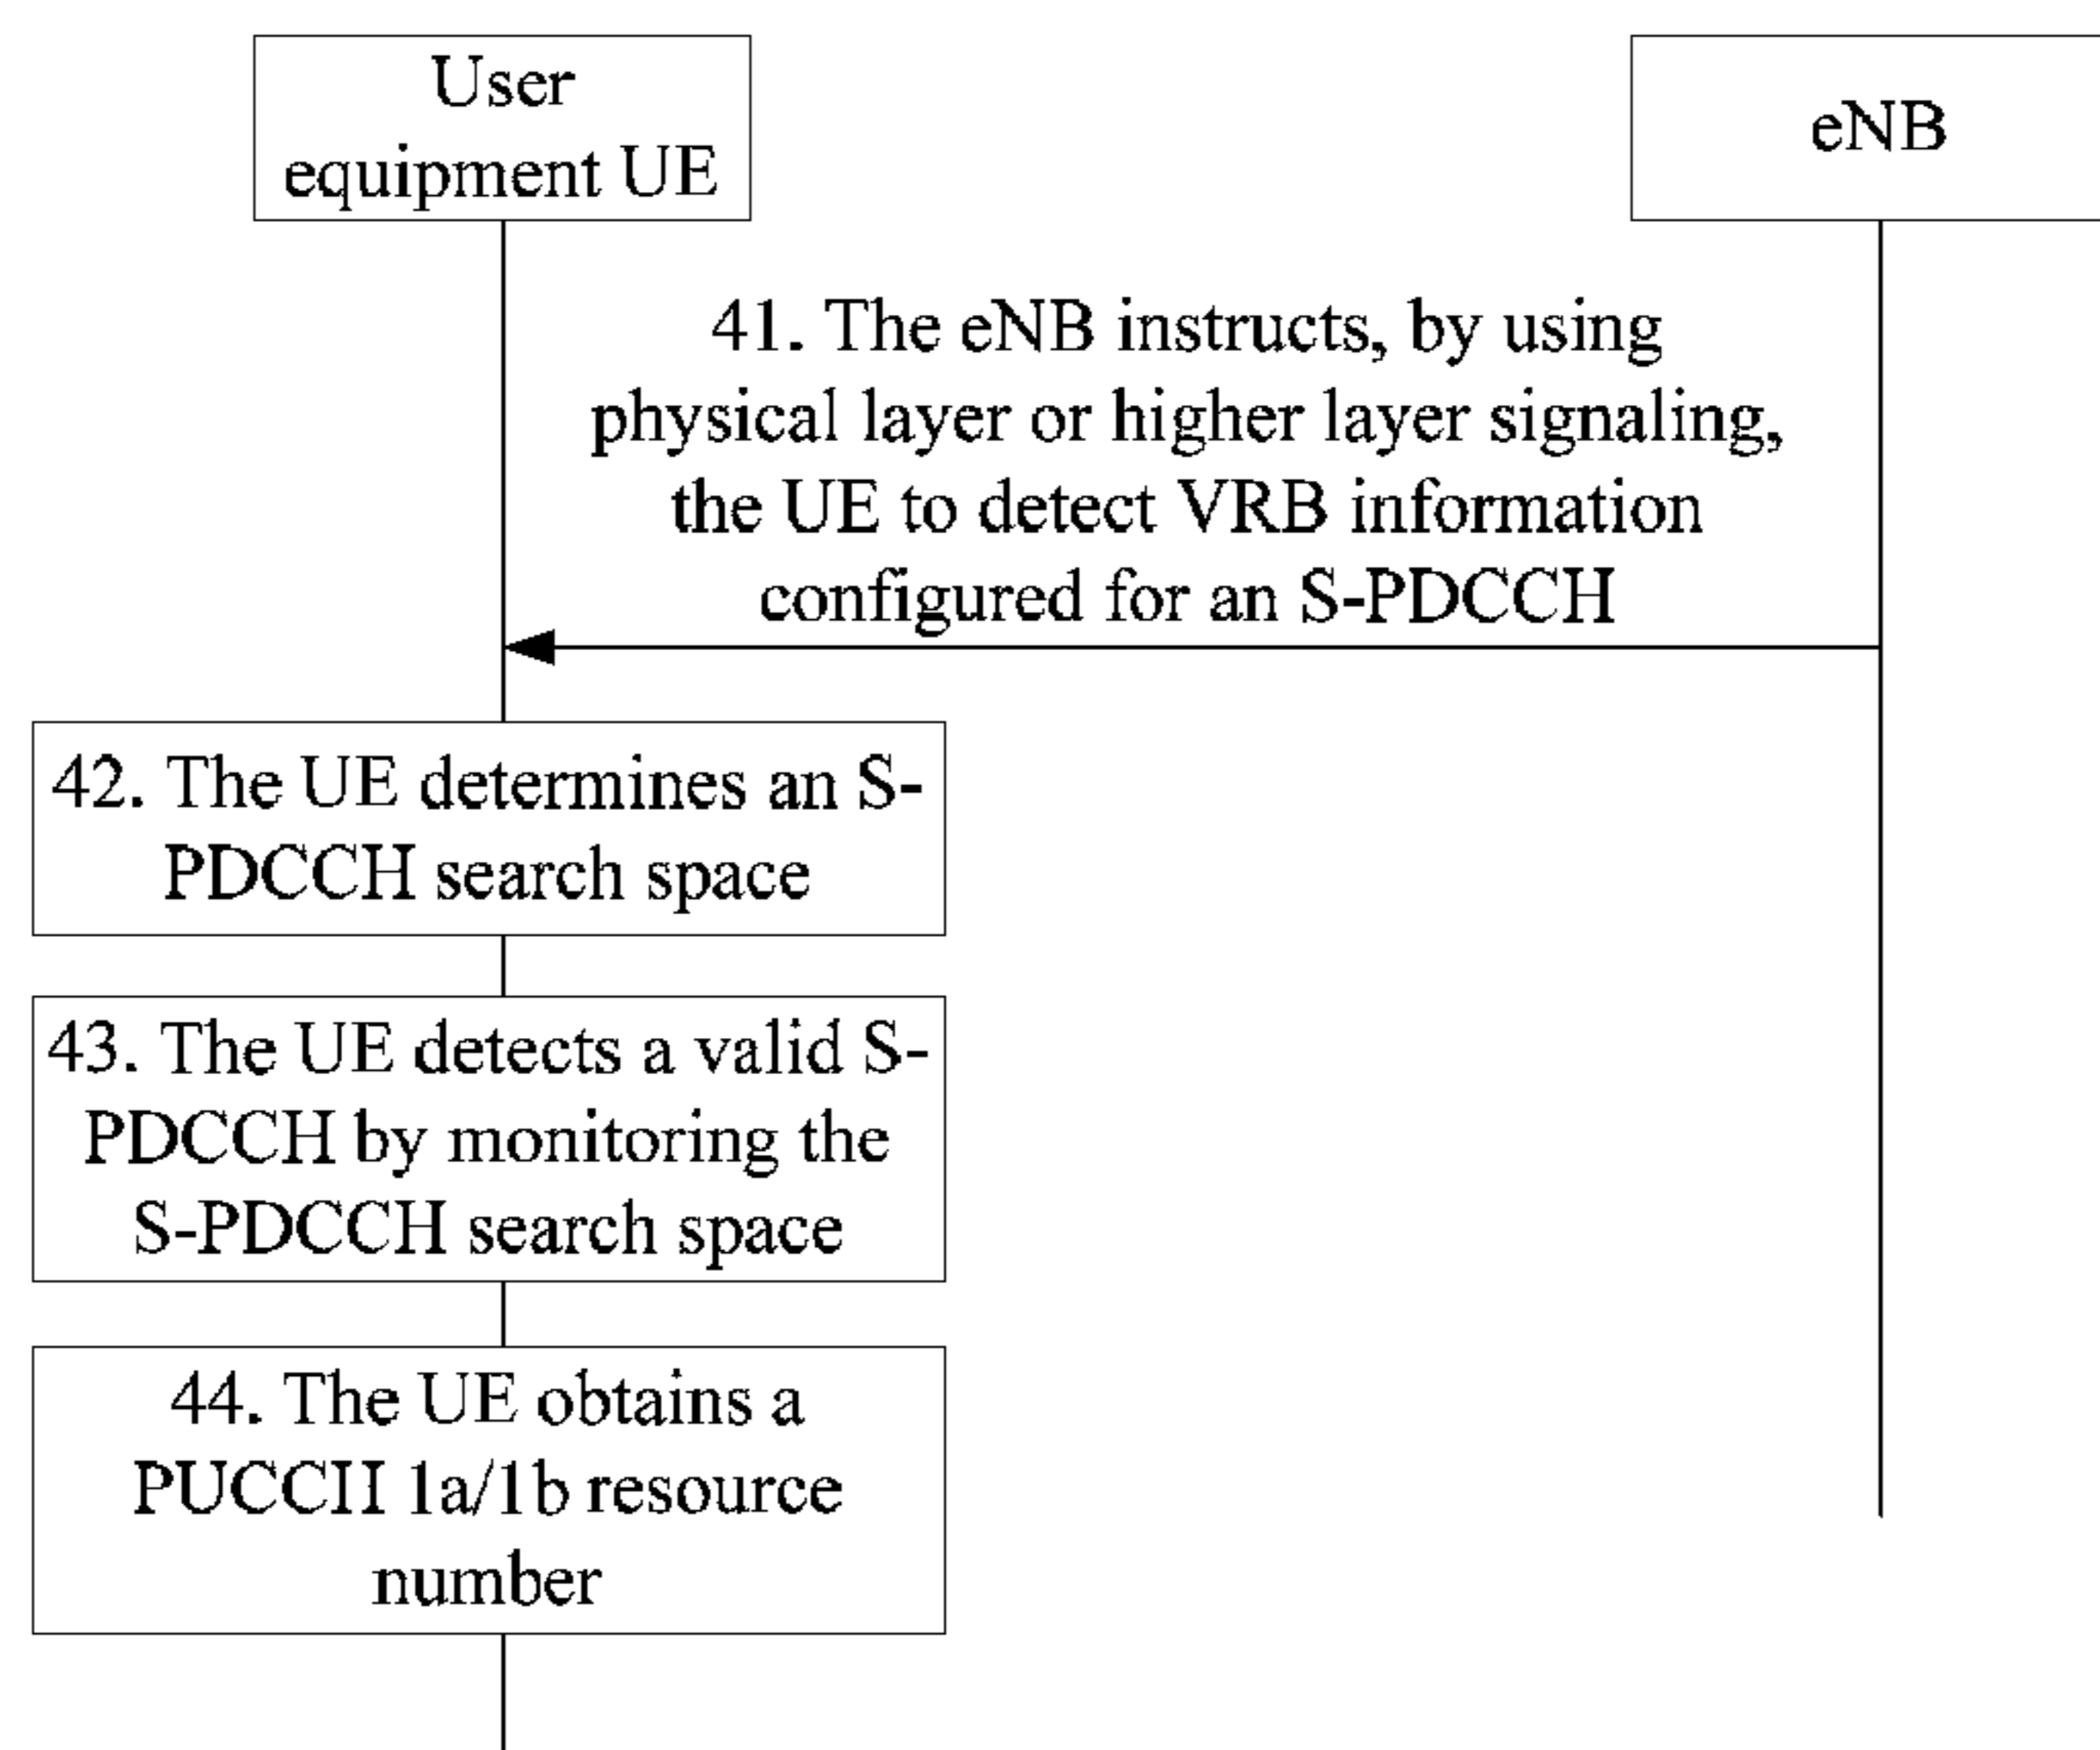 User
equipment UE
eNB
41. The eNB instructs, by using
physical layer or higher layer signaling,
the UE to detect VRB information
configured for an S-PDCCH
42. The UE determines an S-
PDCCH search space
43. The UE detects a valid S-
PDCCH by monitoring the
S-PDCCH search space
44. The UE obtains a
PUCCH 1a/1b resource
number